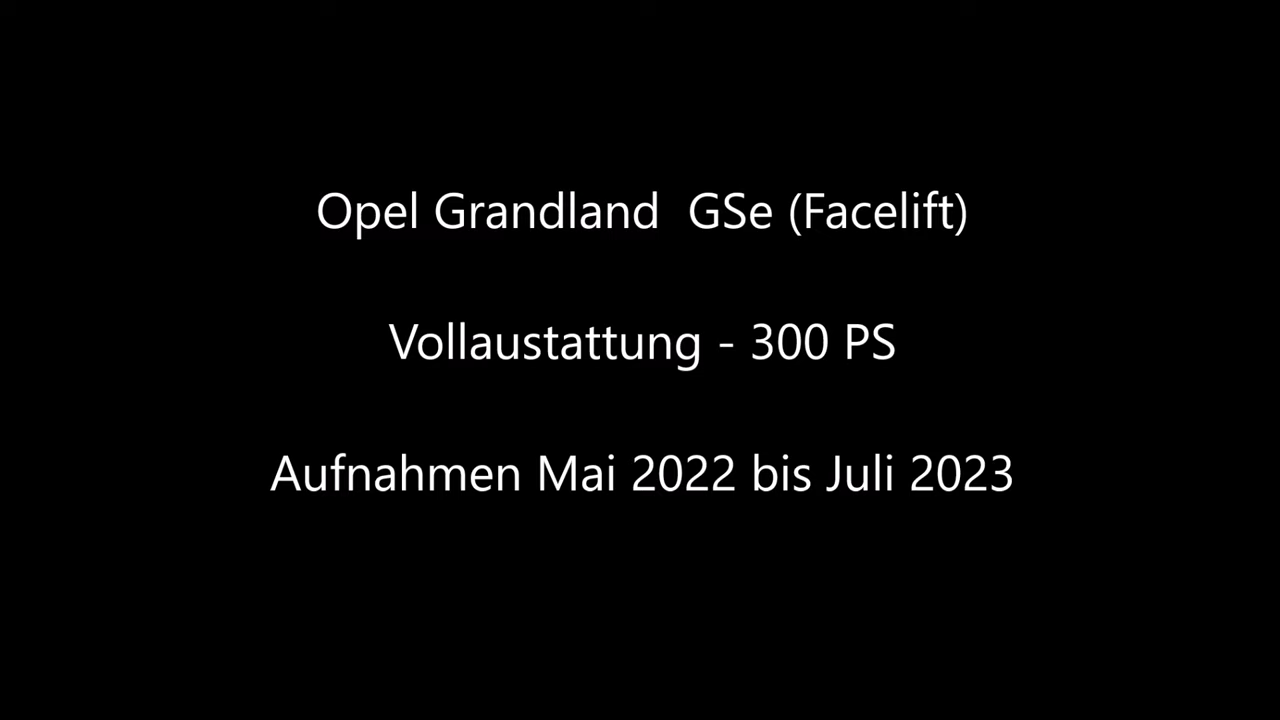 Opel Grandland  GSe (Facelift)
Vollaustattung - 300 PS
Aufnahmen Mai 2022 bis Juli 2023